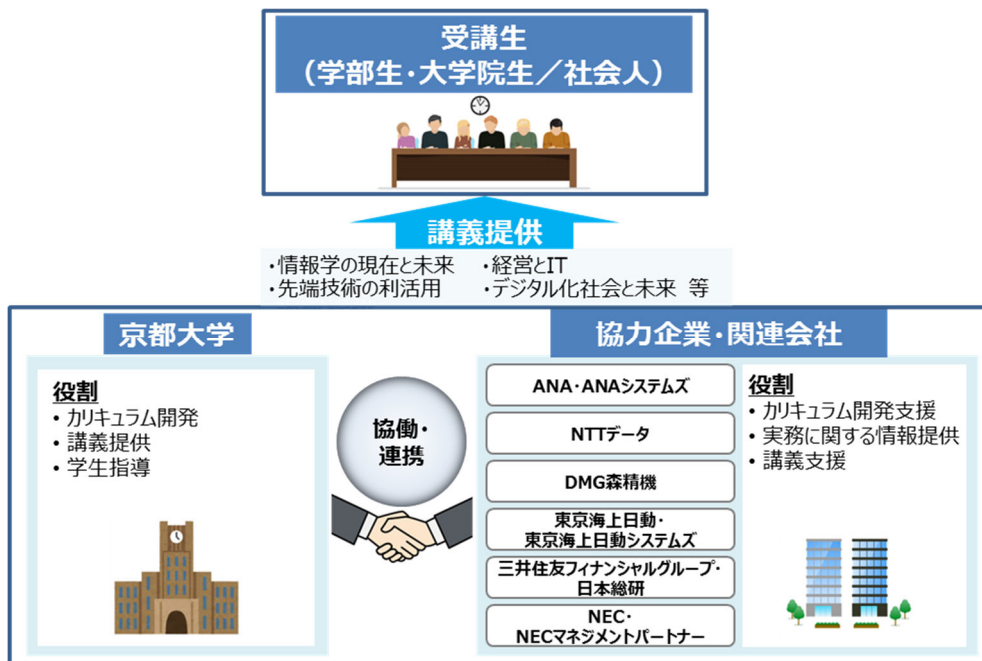 受講生
（学部生・大学院生／社会人）
講義提供
・情報学の現在と未来
・経営とIT
・先端技術の利活用
・デジタル化社会と未来 等
京都大学
役割
• カリキュラム開発
• 講義提供
• 学生指導
協働・
連携
協力企業・関連会社
ANA・ANAシステムズ
NTTデータ
DMG森精機
東京海上日動・
東京海上日動システムズ
三井住友フィナンシャルグループ・
日本総研
NEC・
NECマネジメントパートナー
役割
• カリキュラム開発支援
• 実務に関する情報提供
• 講義支援